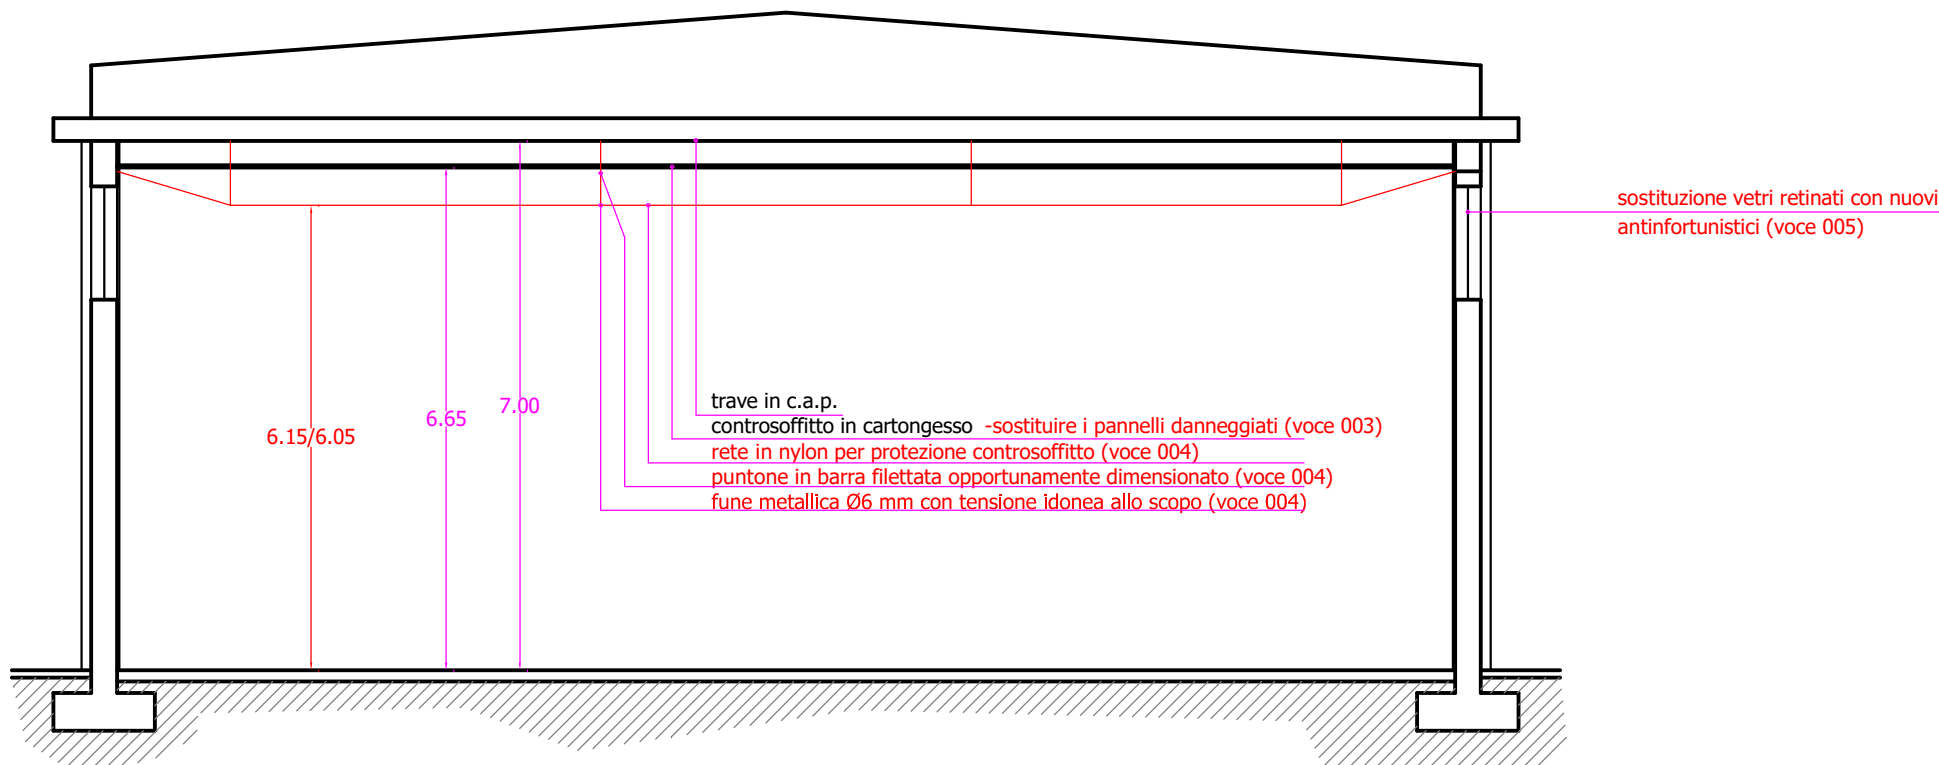 sostituzione vetri retinati con nuovi
antinfortunistici (voce 005)
trave in c.a.p.
7.00
6.65
6.15/6.05
controsoffitto in cartongesso -sostituire i pannelli danneggiati (voce 003)
rete in nylon per protezione controsoffitto (voce 004)
puntone in barra filettata opportunamente dimensionato (voce 004)
fune metallica Ø6 mm con tensione idonea allo scopo (voce 004)